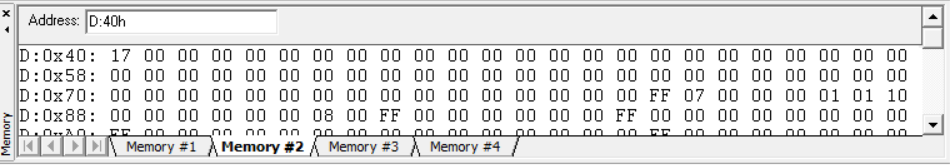 Address: D:40h
D:0x40: 17 00 00 00 00 00 00 00 00 00 00 00 00 00 00 00 00 00 00 00 00 00 00 00
D:0x58: 00 00 00 00 00 00 00 00 00 00 00 00 00 00 00 00 00 00 00 00 00 00 00 00
D:0x70: 00 00 00 00 00 00 00 00 00 00 00 00 00 00 00 00 FF 07 00 00 00 01 01 10
D:0x88: 00 00 00 00 00 00 08 00 FF 00 00 00 00 00 00 FF 00 00 00 00 00 00 00 00
Memory
Memory #1 Memory #2 Memory #3 Memory #4